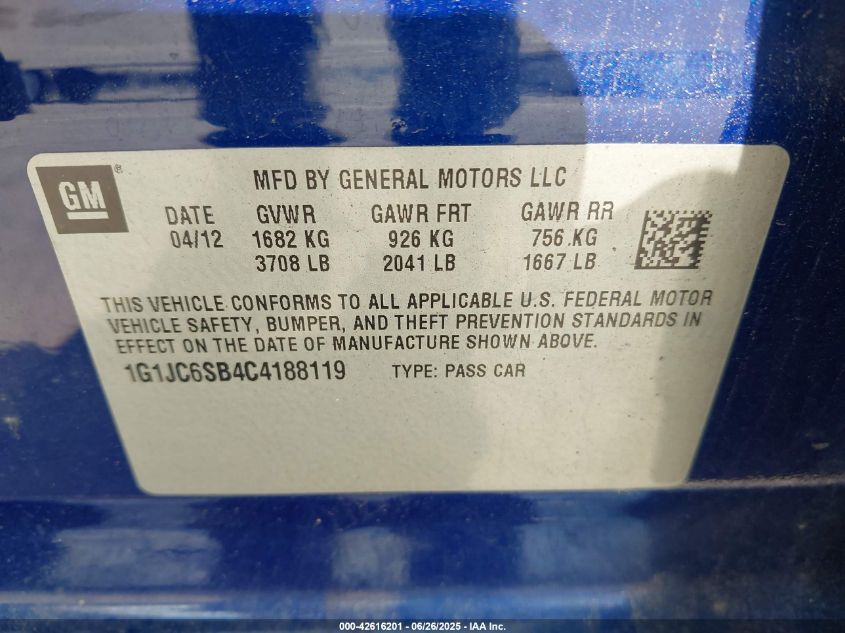 GM®
MFD BY GENERAL MOTORS LLC
DATE GVWR GAWR FRT GAWR RR
04/12 1682 KG 926 KG 756 KG
3708 LB 2041 LB 1667 LB
THIS VEHICLE CONFORMS TO ALL APPLICABLE U.S. FEDERAL MOTOR
VEHICLE SAFETY, BUMPER, AND THEFT PREVENTION STANDARDS IN
EFFECT ON THE DATE OF MANUFACTURE SHOWN ABOVE.
1G1JC6SB4C4188119 TYPE: PASS CAR
000-42616201 - 06/26/2025 - IAA Inc.